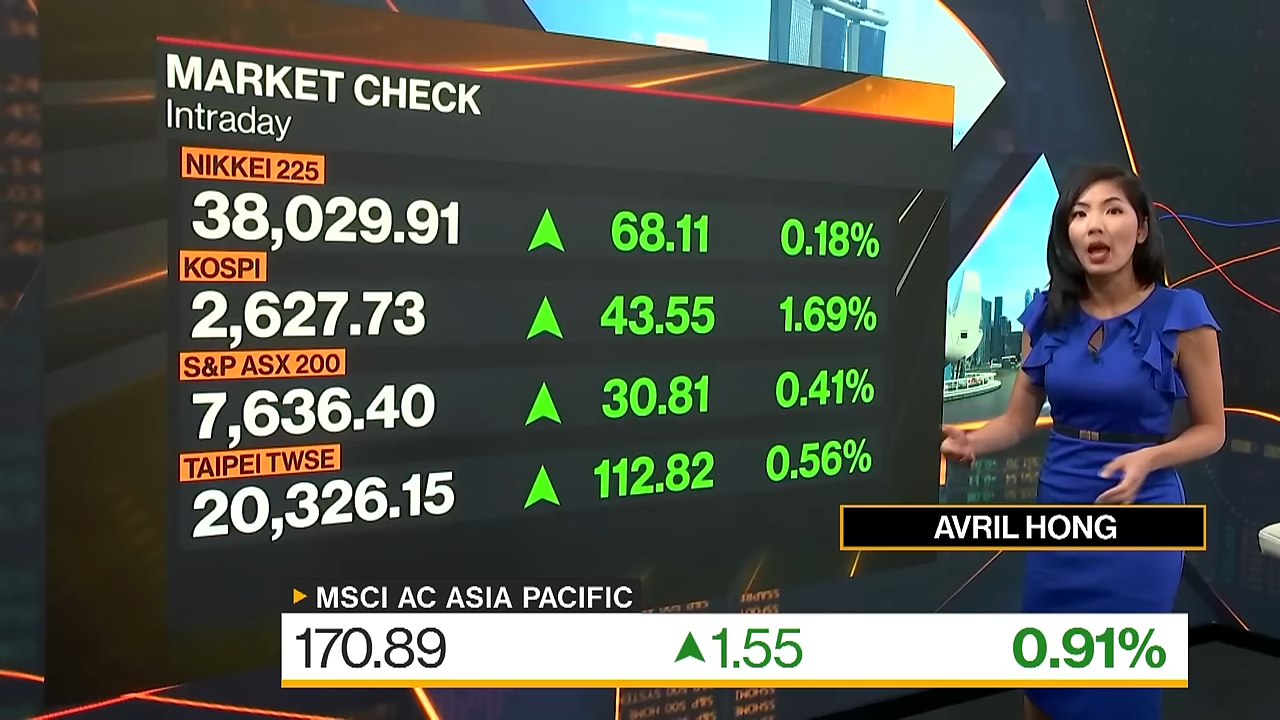 MARKET CHECK
Intraday
NIKKEI 225
38,029.91 ▲ 68.11 0.18%
KOSPI
2,627.73 ▲ 43.55 1.69%
S&P ASX 200
7,636.40 ▲ 30.81 0.41%
TAIPEI TWSE
20,326.15 ▲ 112.82 0.56%
AVRIL HONG
MSCI AC ASIA PACIFIC
170.89 ▲1.55 0.91%